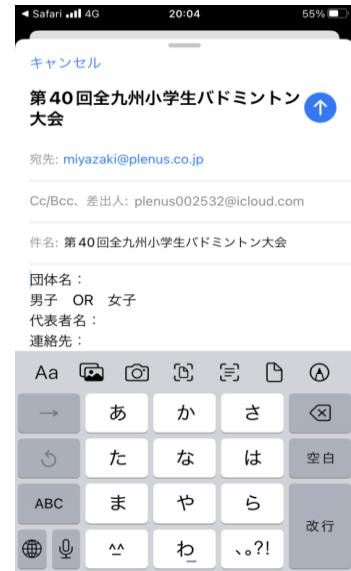 ◀ Safari 4G 20:04 55%
キャンセル
第40回全九州小学生バドミントン
大会
宛先: miyazaki@plenus.co.jp
Cc/Bcc、差出人: plenus002532@icloud.com
件名: 第40回全九州小学生バドミントン大会
団体名：
男子　OR　女子
代表者名：
連絡先：
Aa
→ あ か さ
た な は 空白
ABC ま や ら
改行
^^ わ 、。?!